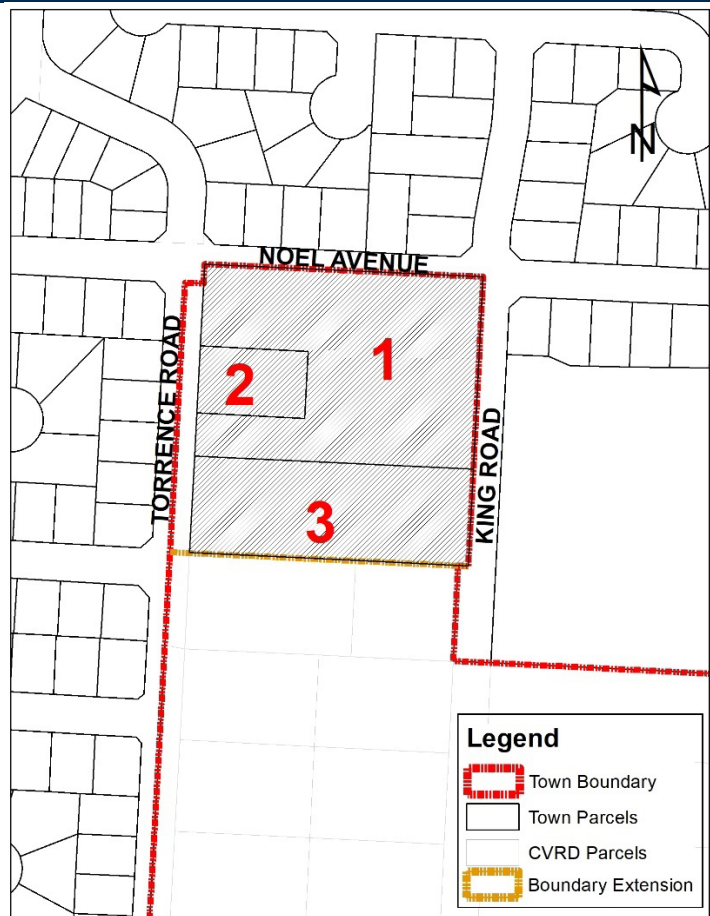 N
NOEL AVENUE
TORRENCE ROAD
1
2
KING ROAD
3
Legend
Town Boundary
Town Parcels
CVRD Parcels
Boundary Extension